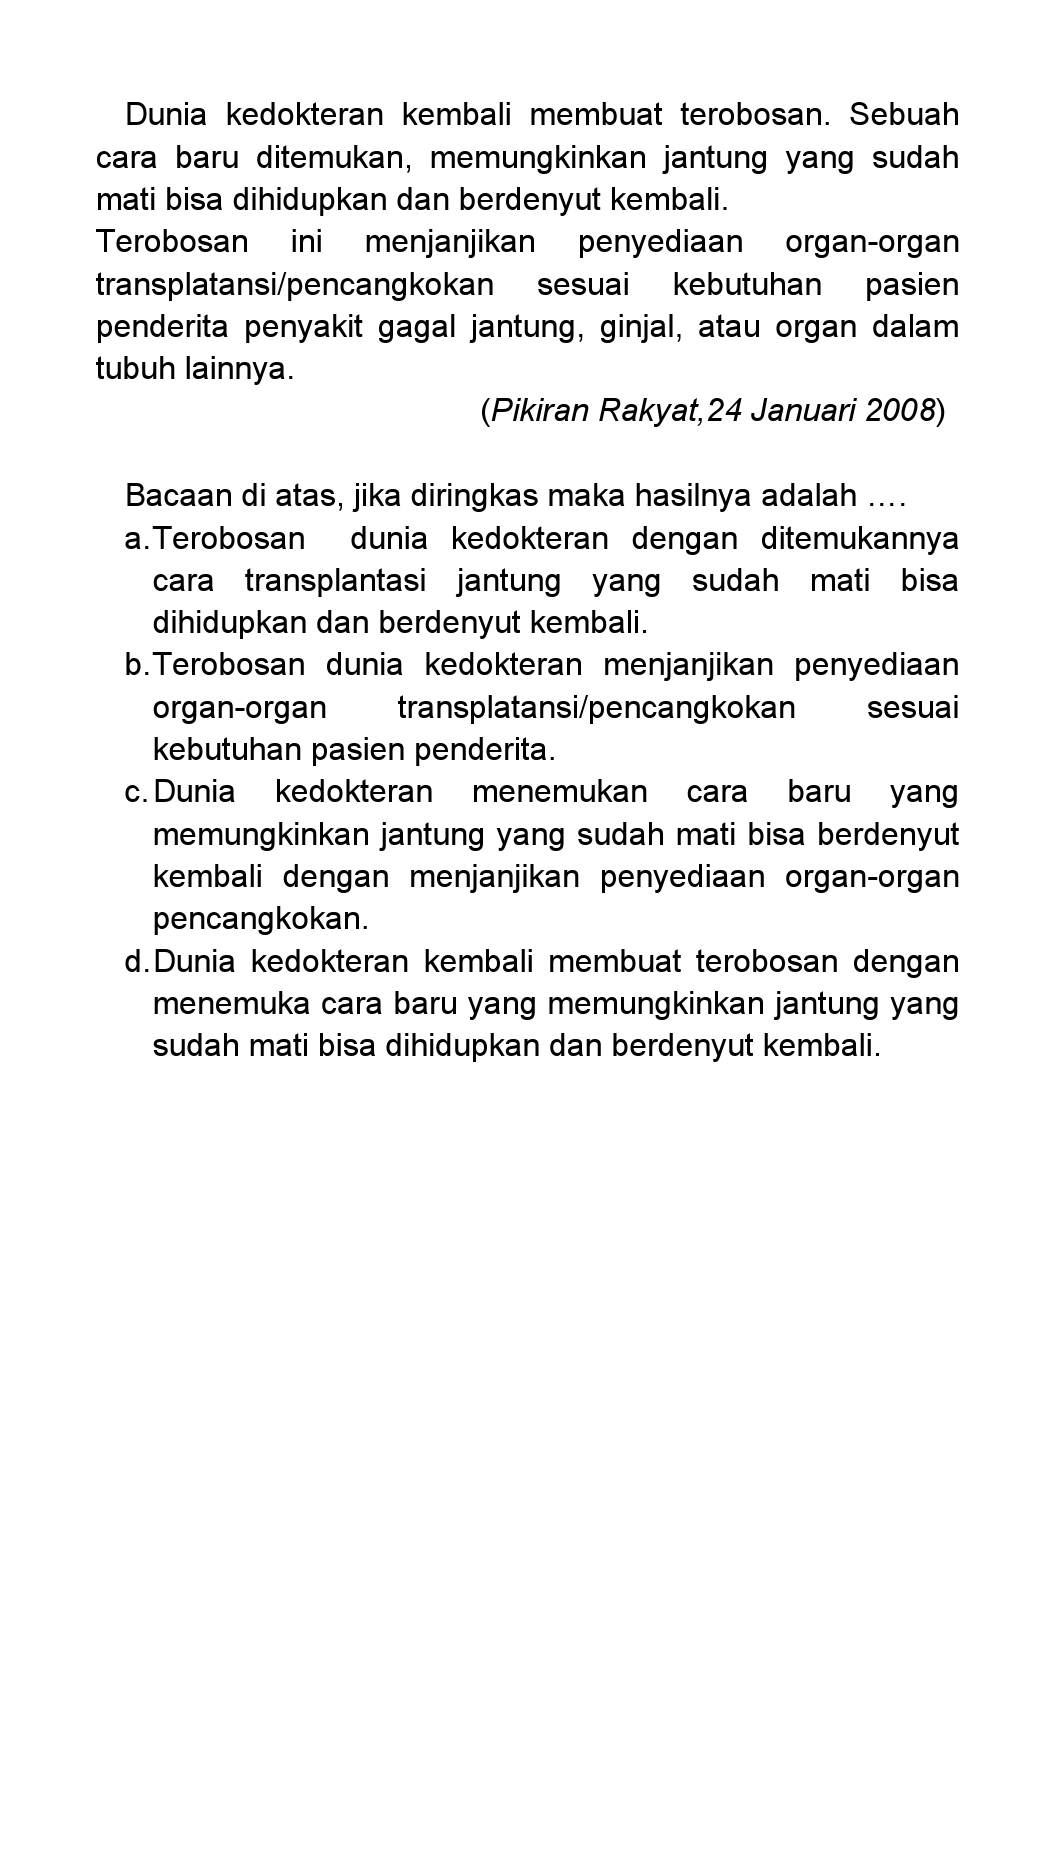 Dunia kedokteran kembali membuat terobosan. Sebuah
cara baru ditemukan, memungkinkan jantung yang sudah
mati bisa dihidupkan dan berdenyut kembali.
Terobosan ini menjanjikan penyediaan organ-organ
transplatansi/pencangkokan sesuai kebutuhan pasien
penderita penyakit gagal jantung, ginjal, atau organ dalam
tubuh lainnya.
(Pikiran Rakyat,24 Januari 2008)
Bacaan di atas, jika diringkas maka hasilnya adalah ....
a.Terobosan dunia kedokteran dengan ditemukannya
cara transplantasi jantung yang sudah mati bisa
dihidupkan dan berdenyut kembali.
b.Terobosan dunia kedokteran menjanjikan penyediaan
organ-organ transplatansi/pencangkokan sesuai
kebutuhan pasien penderita.
c.Dunia kedokteran menemukan cara baru yang
memungkinkan jantung yang sudah mati bisa berdenyut
kembali dengan menjanjikan penyediaan organ-organ
pencangkokan.
d.Dunia kedokteran kembali membuat terobosan dengan
menemuka cara baru yang memungkinkan jantung yang
sudah mati bisa dihidupkan dan berdenyut kembali.